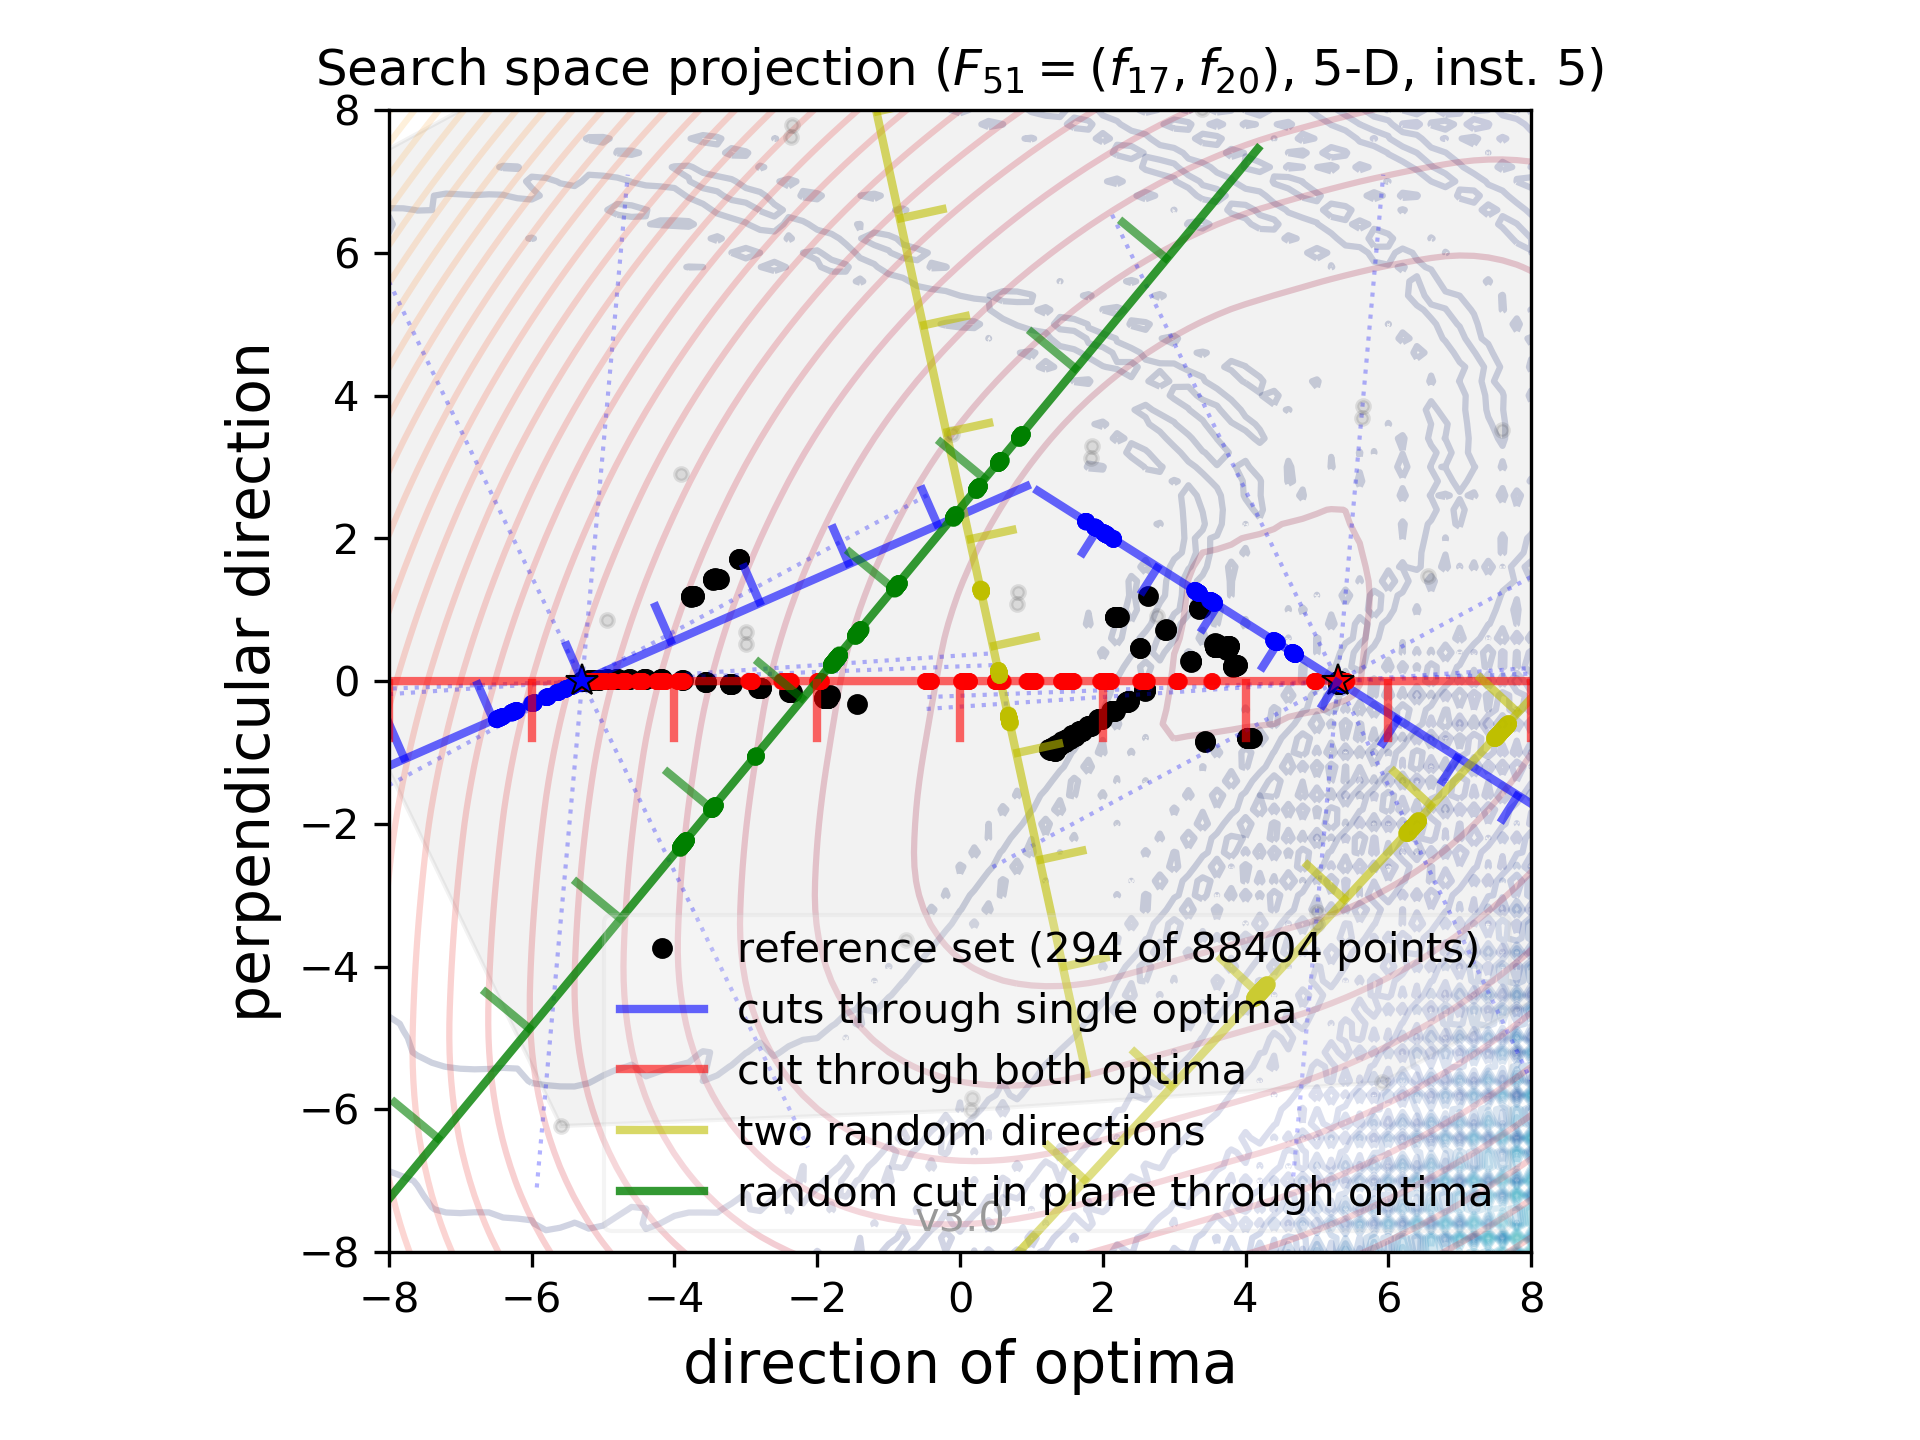 Search space projection (F₅₁ = (f₁₇, f₂₀), 5-D, inst. 5)
8
6
4
2
0
−2
−4
−6
−8
perpendicular direction
reference set (294 of 88404 points)
cuts through single optima
cut through both optima
two random directions
random cut in plane through optima
v3.0
−8 −6 −4 −2 0 2 4 6 8
direction of optima